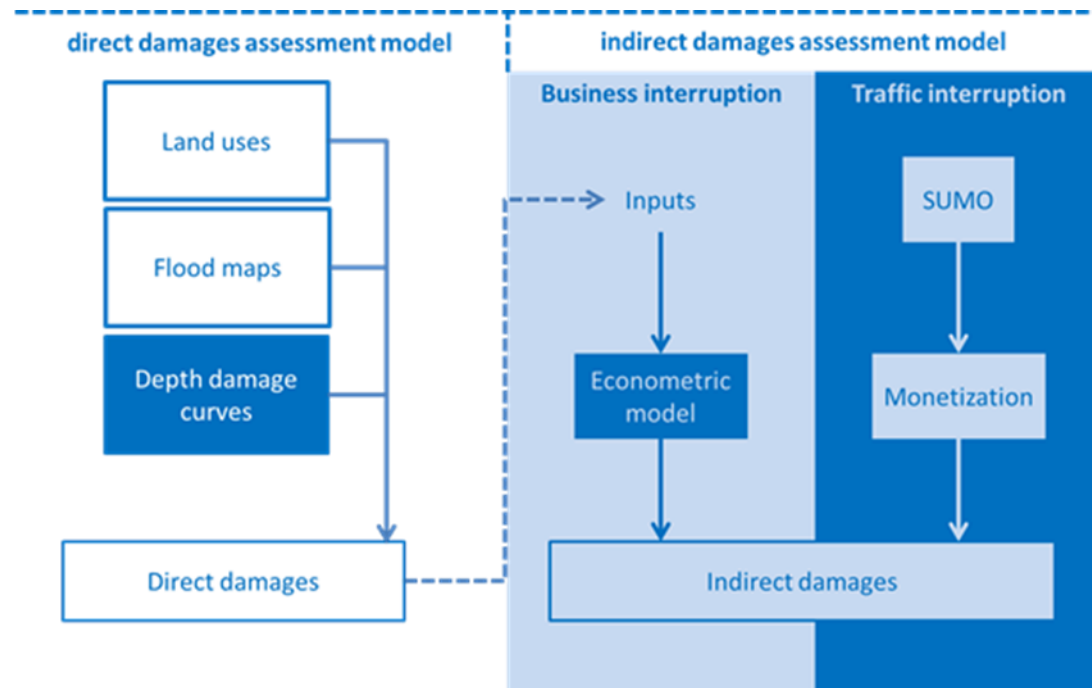 direct damages assessment model
Land uses
Flood maps
Depth damage
curves
Direct damages
indirect damages assessment model
Business interruption
Inputs
Econometric
model
Traffic interruption
SUMO
Monetization
Indirect damages